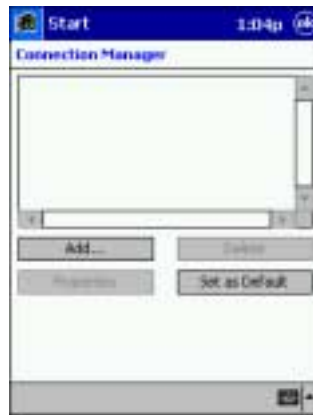 Start 1:04p ok
Connection Manager
Add... Delete
Properties Set as Default